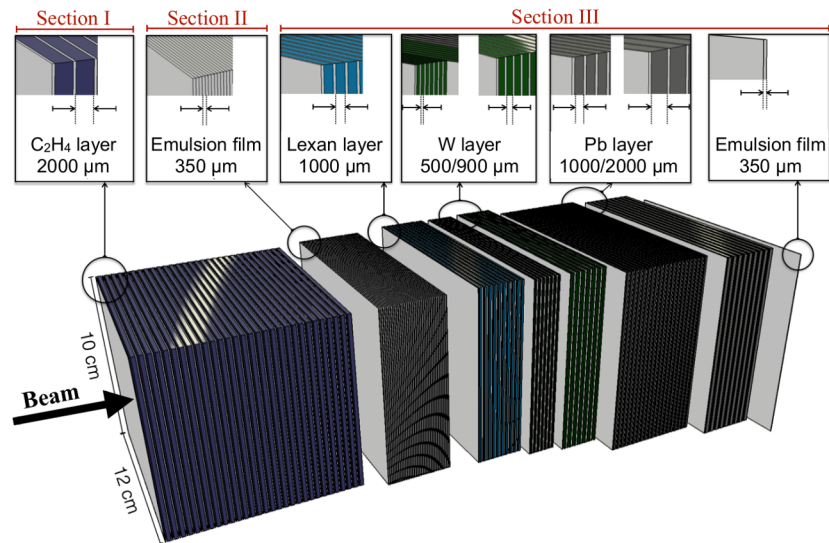 Section I
Section II
Section III
C₂H₄ layer
2000 µm
Emulsion film
350 µm
Lexan layer
1000 µm
W layer
500/900 µm
Pb layer
1000/2000 µm
Emulsion film
350 µm
10 cm
Beam
12 cm